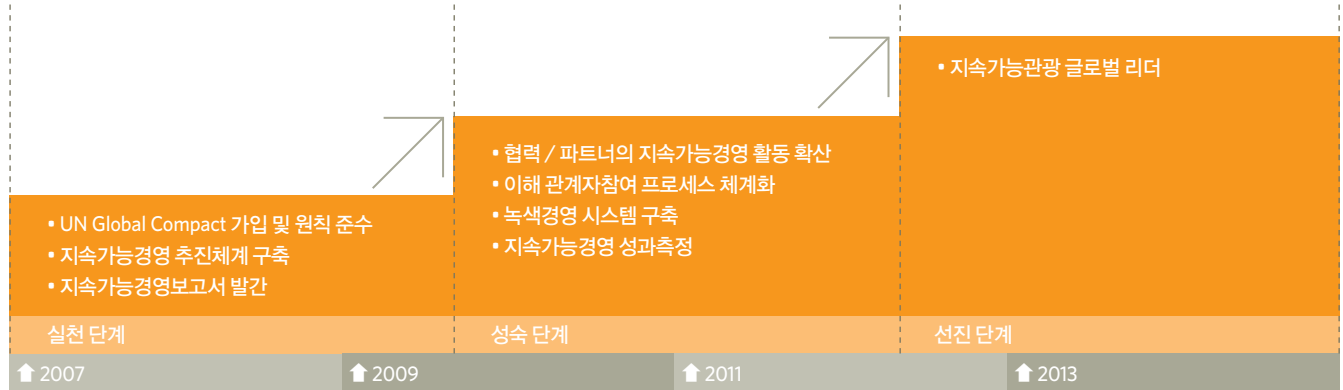 • UN Global Compact 가입 및 원칙 준수
• 지속가능경영 추진체계 구축
• 지속가능경영보고서 발간
실천 단계
• 협력 / 파트너의 지속가능경영 활동 확산
• 이해 관계자참여 프로세스 체계화
• 녹색경영 시스템 구축
• 지속가능경영 성과측정
성숙 단계
• 지속가능관광 글로벌 리더
선진 단계
2007
2009
2011
2013